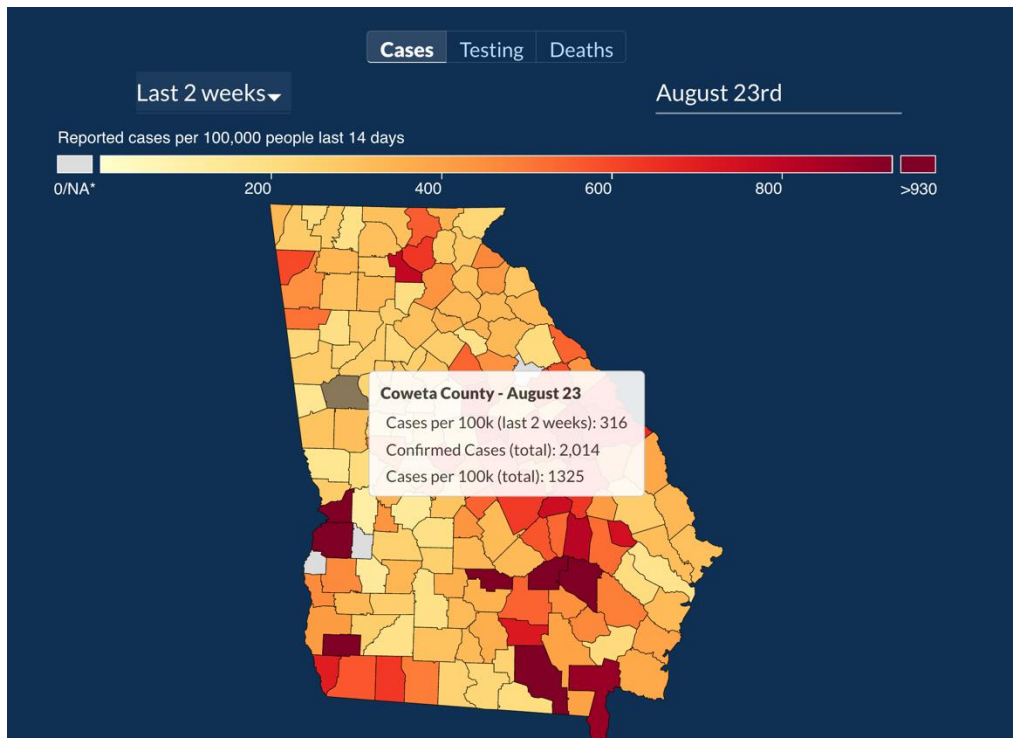 Cases Testing Deaths
Last 2 weeks August 23rd
Reported cases per 100,000 people last 14 days
0/NA* 200 400 600 800 >930
Coweta County - August 23
Cases per 100k (last 2 weeks): 316
Confirmed Cases (total): 2,014
Cases per 100k (total): 1325